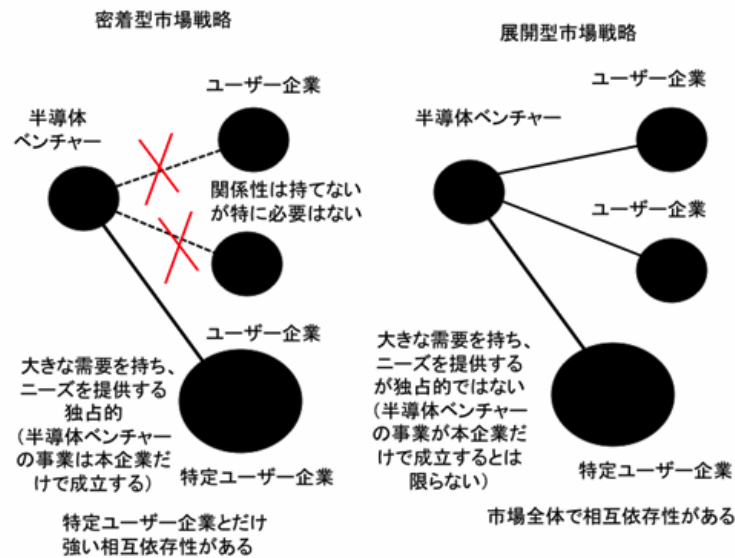 密着型市場戦略
ユーザー企業
半導体
ベンチャー
関係性は持てない
が特に必要はない
ユーザー企業
大きな需要を持ち、
ニーズを提供する
独占的
（半導体ベンチャー
の事業は本企業だ
けで成立する）
特定ユーザー企業
特定ユーザー企業とだけ
強い相互依存性がある
展開型市場戦略
ユーザー企業
半導体ベンチャー
ユーザー企業
大きな需要を持ち、
ニーズを提供する
が独占的ではない
（半導体ベンチャー
の事業が本企業だ
けで成立するとは
限らない）
特定ユーザー企業
市場全体で相互依存性がある